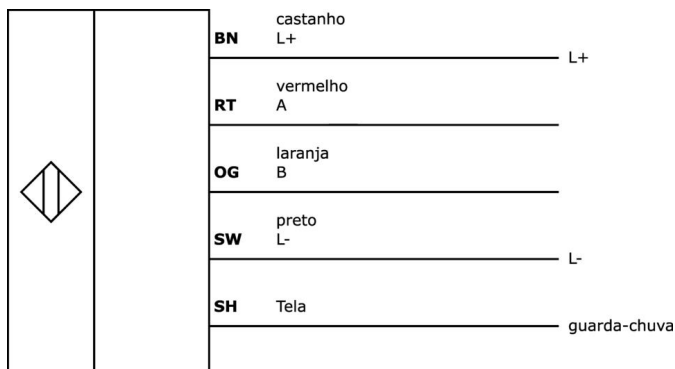 castanho
BN L+
L+
vermelho
RT A
laranja
OG B
preto
SW L-
L-
SH Tela
guarda-chuva